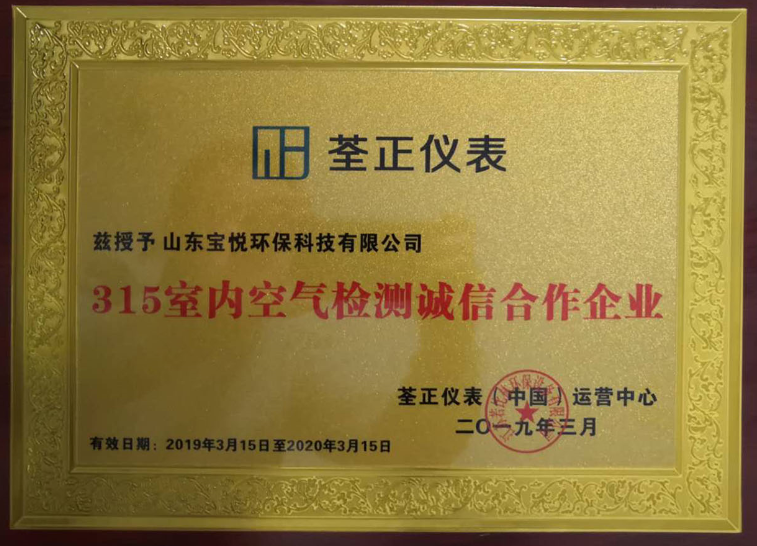 荃正仪表
兹授予 山东宝悦环保科技有限公司
315室内空气检测诚信合作企业
荃正仪表（中国）运营中心
二〇一九年三月
有效日期：2019年3月15日至2020年3月15日